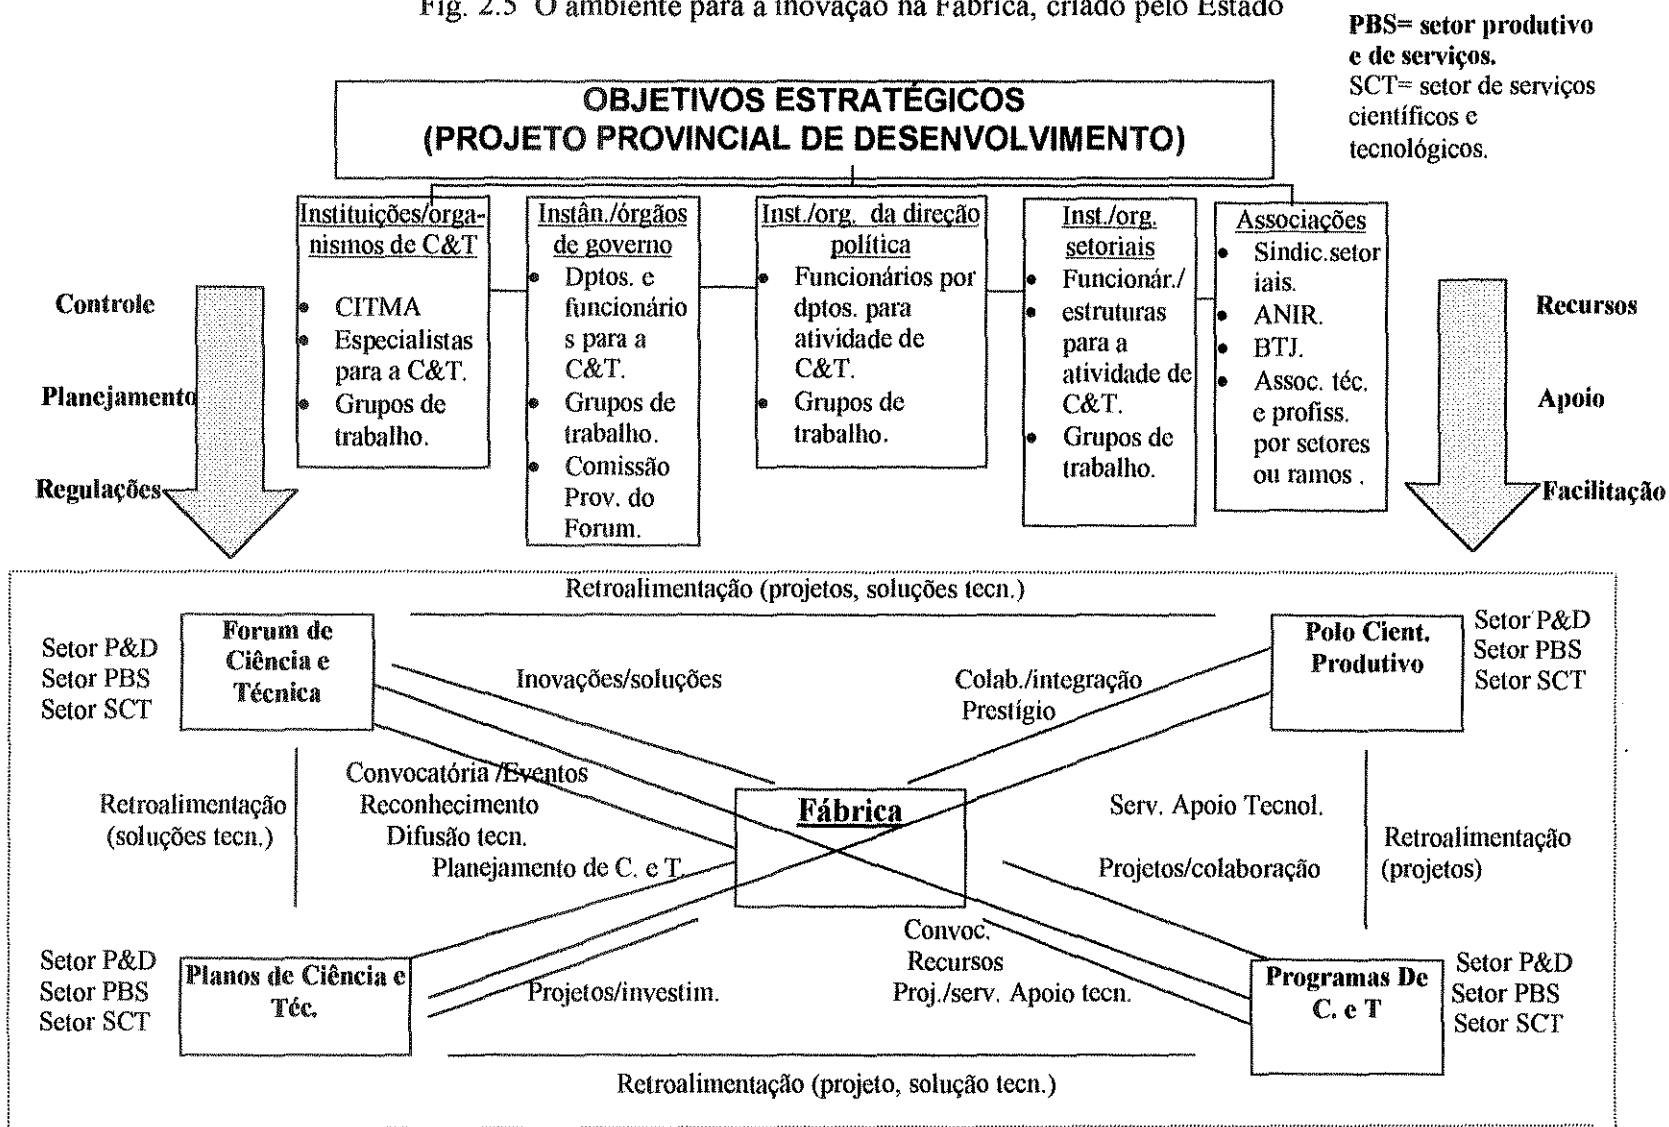 Fig. 2.5 O ambiente para a inovação na Fábrica, criado pelo Estado
PBS= setor produtivo
e de serviços.
SCT= setor de serviços
científicos e
tecnológicos.
OBJETIVOS ESTRATÉGICOS
(PROJETO PROVINCIAL DE DESENVOLVIMENTO)
Controle
Planejamento
Regulações
Instituições/orga-
nismos de C&T
• CITMA
• Especialistas
para a C&T.
• Grupos de
trabalho.
Instân./órgãos
de governo
• Dptos. e
funcionário
s para a
C&T.
• Grupos de
trabalho.
• Comissão
Prov. do
Forum.
Inst./org. da direção
política
• Funcionários por
dptos. para
atividade de
C&T.
• Grupos de
trabalho.
Inst./org.
setoriais
• Funcionár./
• estruturas
para a
atividade de
C&T.
• Grupos de
trabalho.
Associações
• Sindic.setor
iais.
• ANIR.
• BTJ.
• Assoc. téc.
e profiss.
por setores
ou ramos .
Recursos
Apoio
Facilitação
Retroalimentação (projetos, soluções tecn.)
Setor P&D
Setor PBS
Setor SCT
Forum de
Ciência e
Técnica
Inovações/soluções
Colab./integração
Prestígio
Polo Cient.
Produtivo
Setor P&D
Setor PBS
Setor SCT
Retroalimentação
(soluções tecn.)
Convocatória /Eventos
Reconhecimento
Difusão tecn.
Planejamento de C. e T.
Fábrica
Serv. Apoio Tecnol.
Projetos/colaboração
Retroalimentação
(projetos)
Setor P&D
Setor PBS
Setor SCT
Planos de Ciência e
Téc.
Projetos/investim.
Convoc.
Recursos
Proj./serv. Apoio tecn.
Programas De
C. e T
Setor P&D
Setor PBS
Setor SCT
Retroalimentação (projeto, solução tecn.)